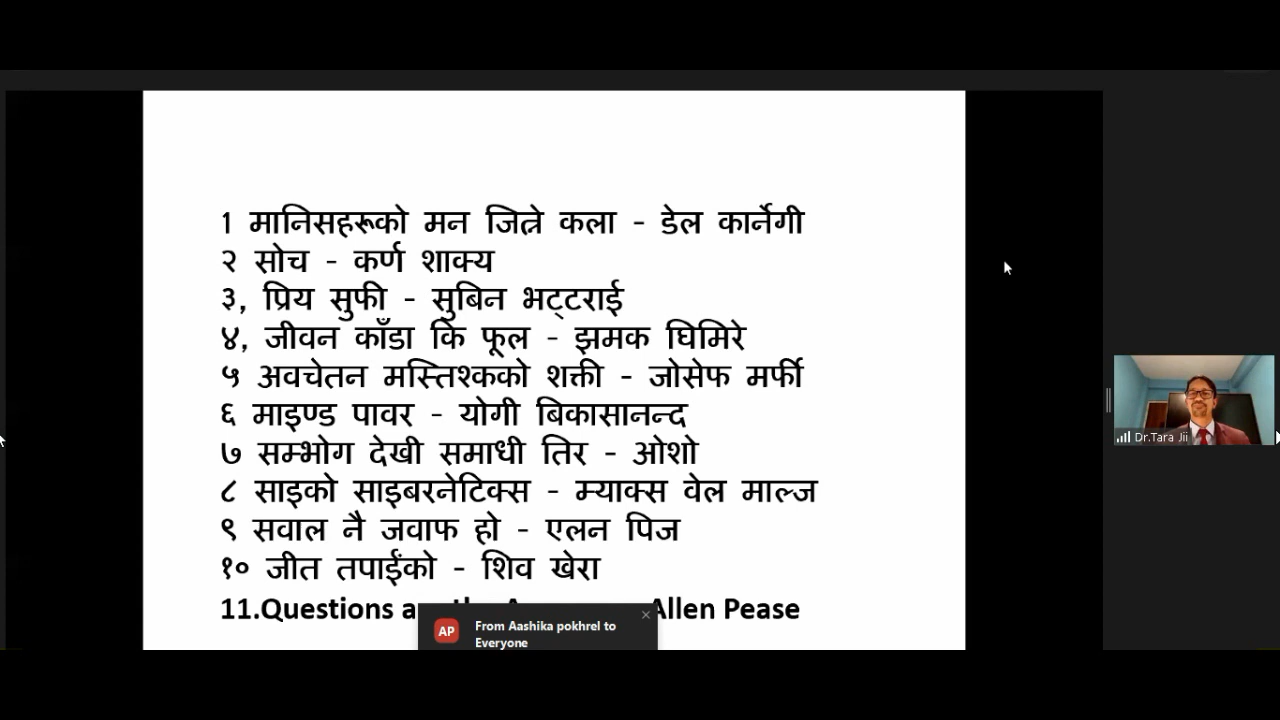 1 मानिसहरूको मन जित्ने कला - डेल कार्नेगी
२ सोच - कर्ण शाक्य
३, प्रिय सुफी - सुबिन भट्टराई
४, जीवन काँडा कि फूल - झमक घिमिरे
५ अवचेतन मस्तिश्कको शक्ती - जोसेफ मर्फी
६ माइण्ड पावर - योगी बिकासानन्द
७ सम्भोग देखी समाधी तिर - ओशो
८ साइको साइबरनेटिक्स - म्याक्स वेल माल्ज
९ सवाल नै जवाफ हो - एलन पिज
१० जीत तपाईंको - शिव खेरा
11.Questions Allen Pease
AP From Aashika pokhrel to
Everyone
Dr.Tara Jii